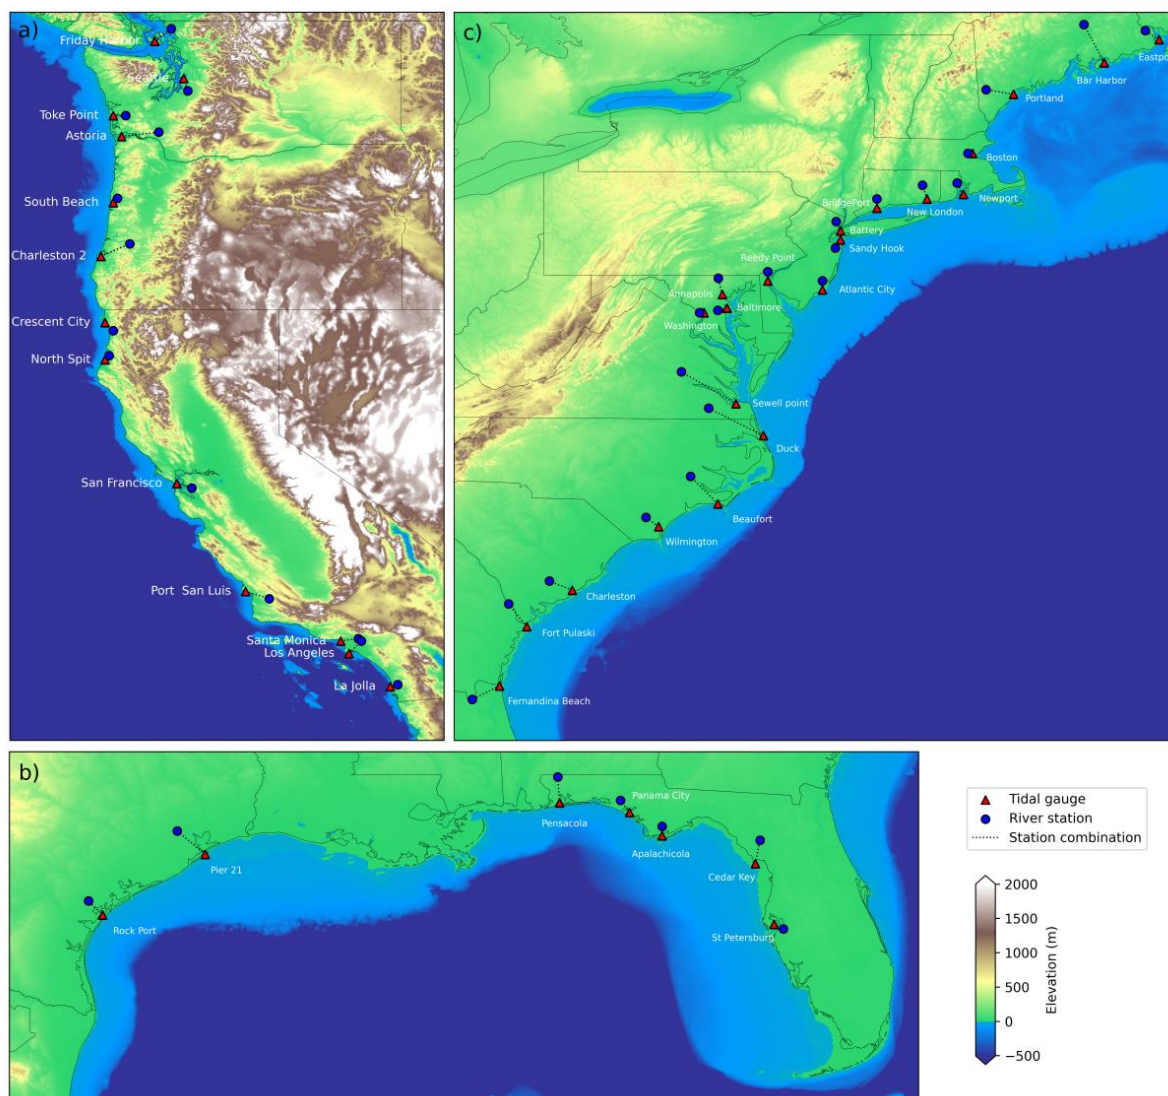 a)
Friday Harbor
Seattle
Toke Point
Astoria
South Beach
Charleston 2
Crescent City
North Spit
San Francisco
Port San Luis
Santa Monica
Los Angeles
La Jolla
c)
Eastpo
Bar Harbor
Portland
Boston
Newport
New London
BridgePort
Battery
Sandy Hook
Reedy Point
Atlantic City
Annapolis
Baltimore
Washington
Sewell point
Duck
Beaufort
Wilmington
Charleston
Fort Pulaski
Fernandina Beach
b)
Pensacola
Panama City
Apalachicola
Pier 21
Cedar Key
Rock Port
St Petersburg
Tidal gauge
River station
Station combination
2000
1500
1000
500
0
−500
Elevation (m)